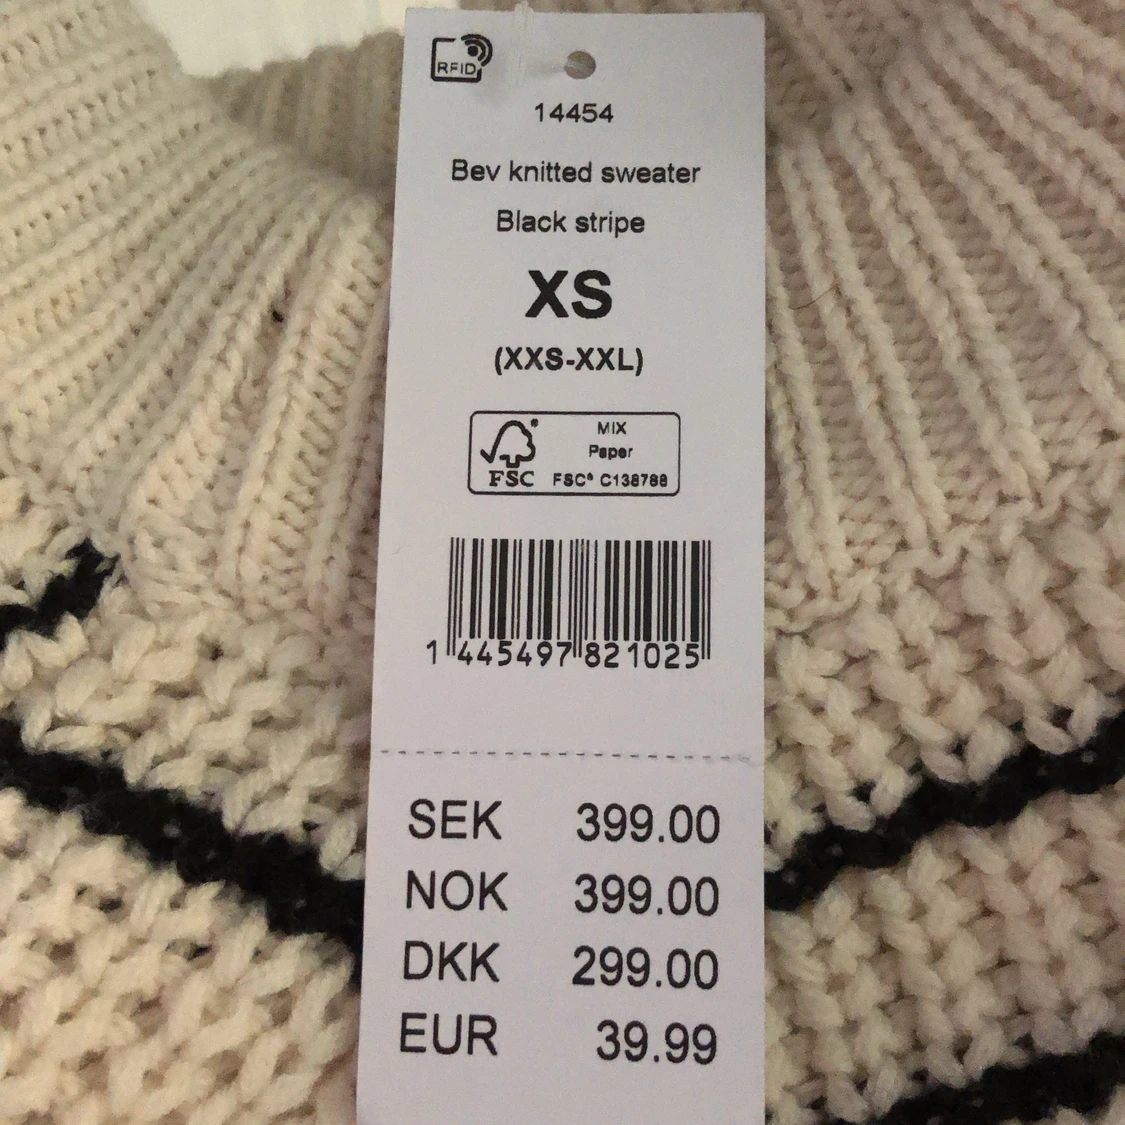 RFID
14454
Bev knitted sweater
Black stripe
XS
(XXS-XXL)
FSC
MIX
Paper
FSC® C138788
1 445497 821025
SEK 399.00
NOK 399.00
DKK 299.00
EUR 39.99